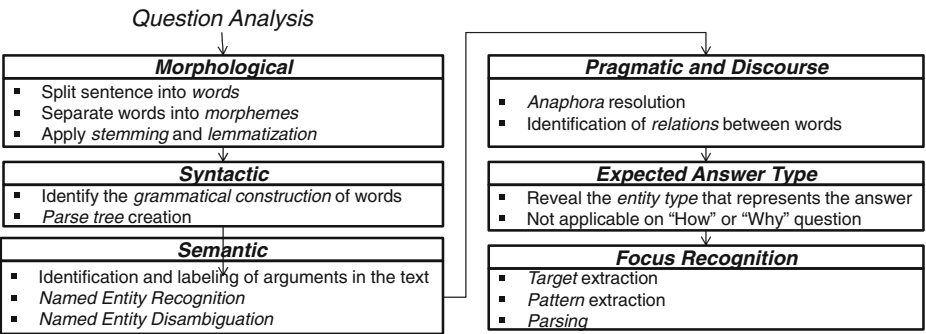 Question Analysis
Morphological
▪ Split sentence into words
▪ Separate words into morphemes
▪ Apply stemming and lemmatization
Syntactic
▪ Identify the grammatical construction of words
▪ Parse tree creation
Semantic
▪ Identification and labeling of arguments in the text
▪ Named Entity Recognition
▪ Named Entity Disambiguation
Pragmatic and Discourse
▪ Anaphora resolution
▪ Identification of relations between words
Expected Answer Type
▪ Reveal the entity type that represents the answer
▪ Not applicable on “How” or “Why” question
Focus Recognition
▪ Target extraction
▪ Pattern extraction
▪ Parsing